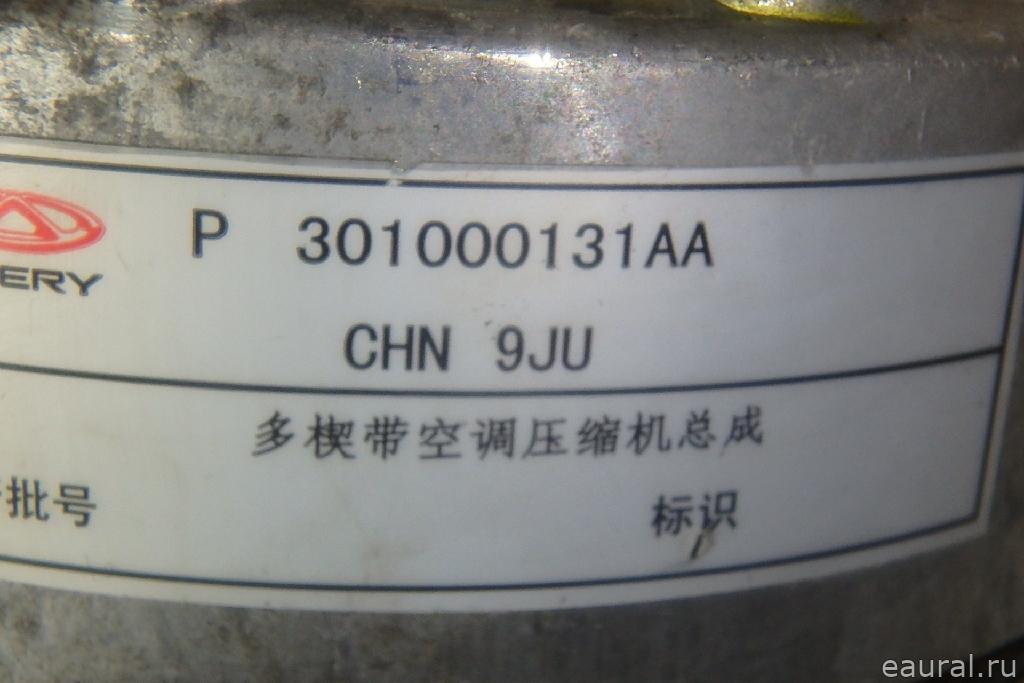 P 301000131AA
ERY
CHN 9JU
多楔带空调压缩机总成
批号
标识
eaural.ru